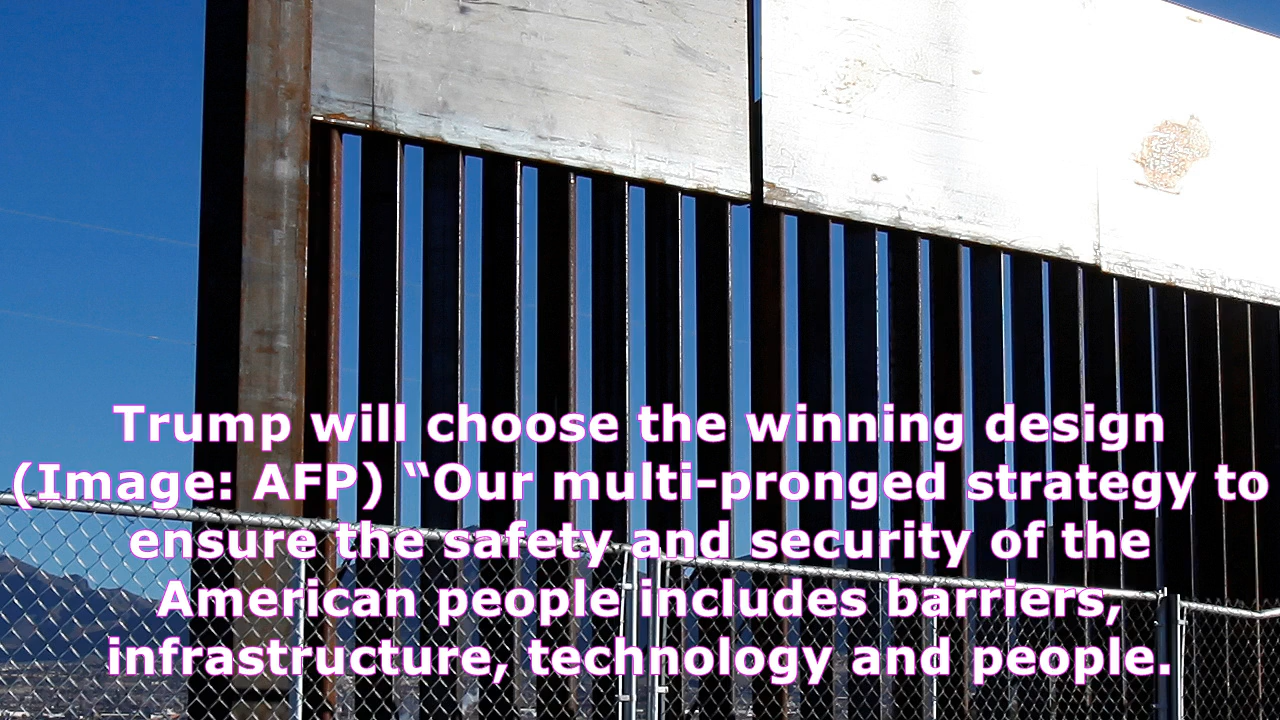 Trump will choose the winning design
(Image: AFP) “Our multi-pronged strategy to
ensure the safety and security of the
American people includes barriers,
infrastructure, technology and people.